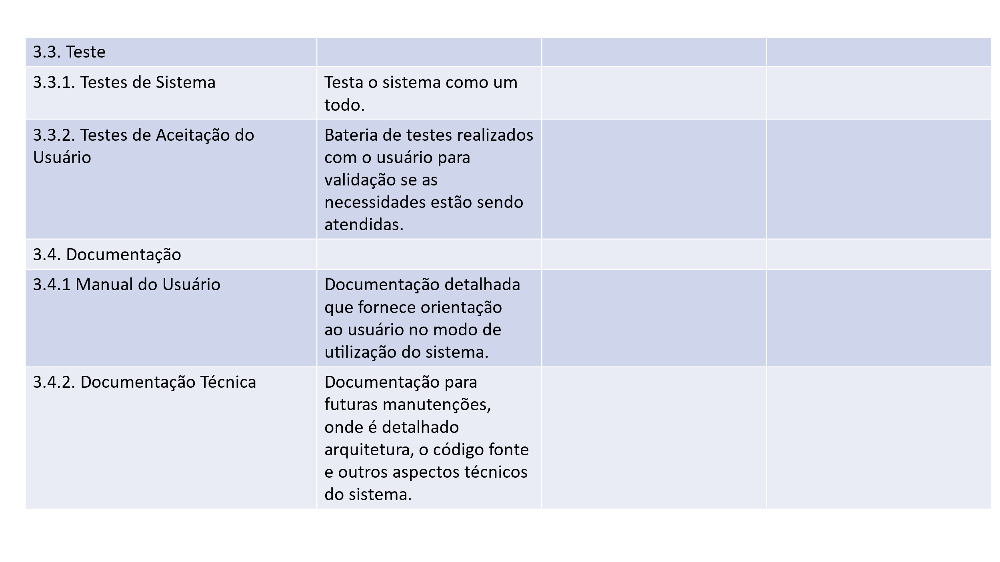 3.3. Teste
3.3.1. Testes de Sistema
Testa o sistema como um
todo.
3.3.2. Testes de Aceitação do
Usuário
Bateria de testes realizados
com o usuário para
validação se as
necessidades estão sendo
atendidas.
3.4. Documentação
3.4.1 Manual do Usuário
Documentação detalhada
que fornece orientação
ao usuário no modo de
utilização do sistema.
3.4.2. Documentação Técnica
Documentação para
futuras manutenções,
onde é detalhado
arquitetura, o código fonte
e outros aspectos técnicos
do sistema.